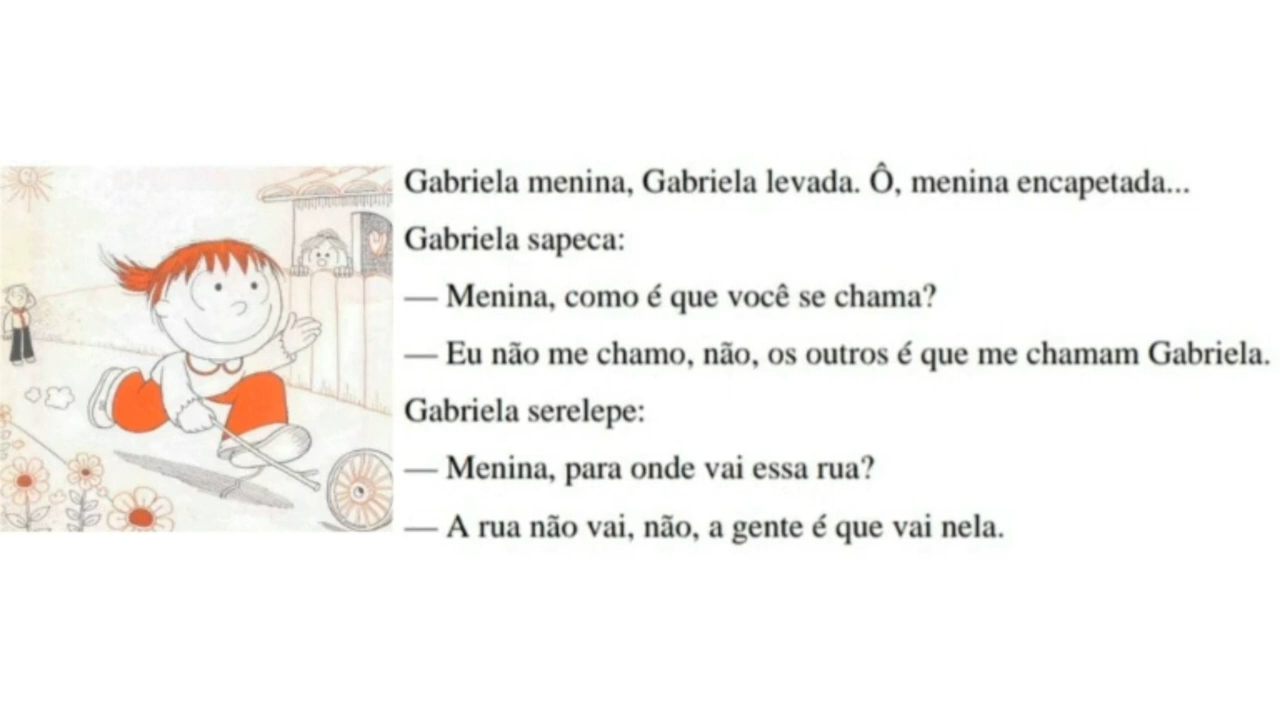 Gabriela menina, Gabriela levada. Ô, menina encapetada...
Gabriela sapeca:
— Menina, como é que você se chama?
— Eu não me chamo, não, os outros é que me chamam Gabriela.
Gabriela serelepe:
— Menina, para onde vai essa rua?
— A rua não vai, não, a gente é que vai nela.